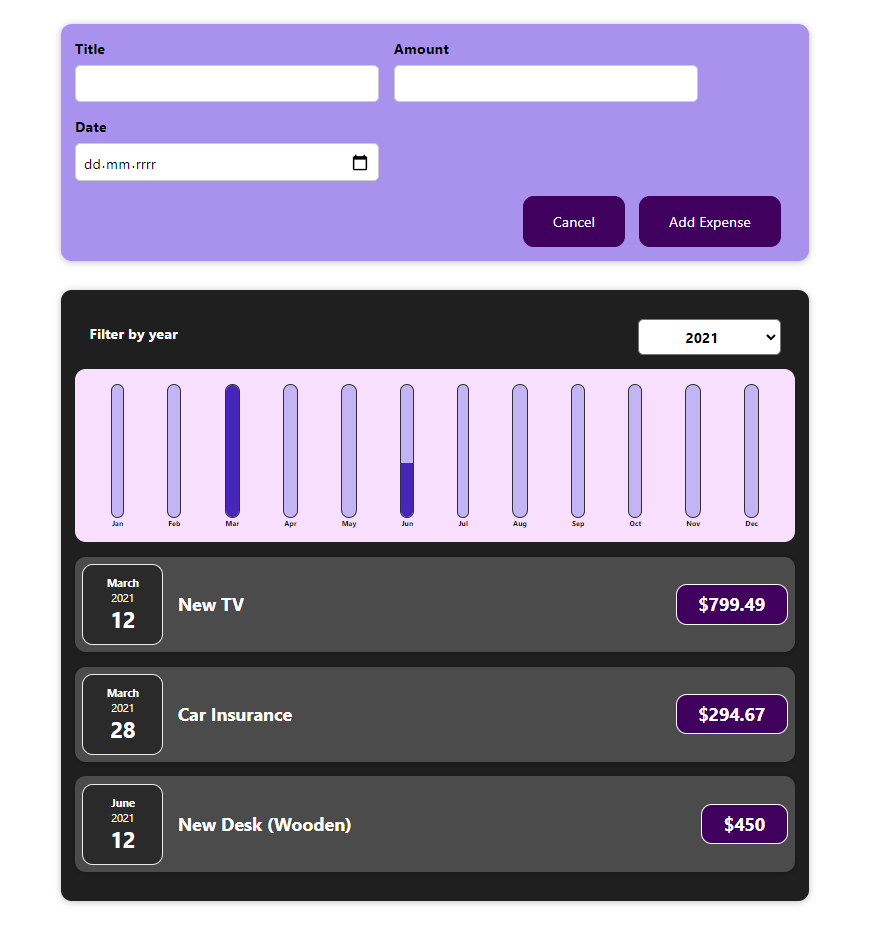 Title
Amount
Date
dd.mm.rrrr
Cancel
Add Expense
Filter by year
2021
Jan
Feb
Mar
Apr
May
Jun
Jul
Aug
Sep
Oct
Nov
Dec
March
2021
12
New TV
$799.49
March
2021
28
Car Insurance
$294.67
June
2021
12
New Desk (Wooden)
$450